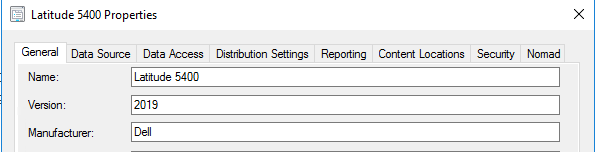 Latitude 5400 Properties
General Data Source Data Access Distribution Settings Reporting Content Locations Security Nomad
Name: Latitude 5400
Version: 2019
Manufacturer: Dell